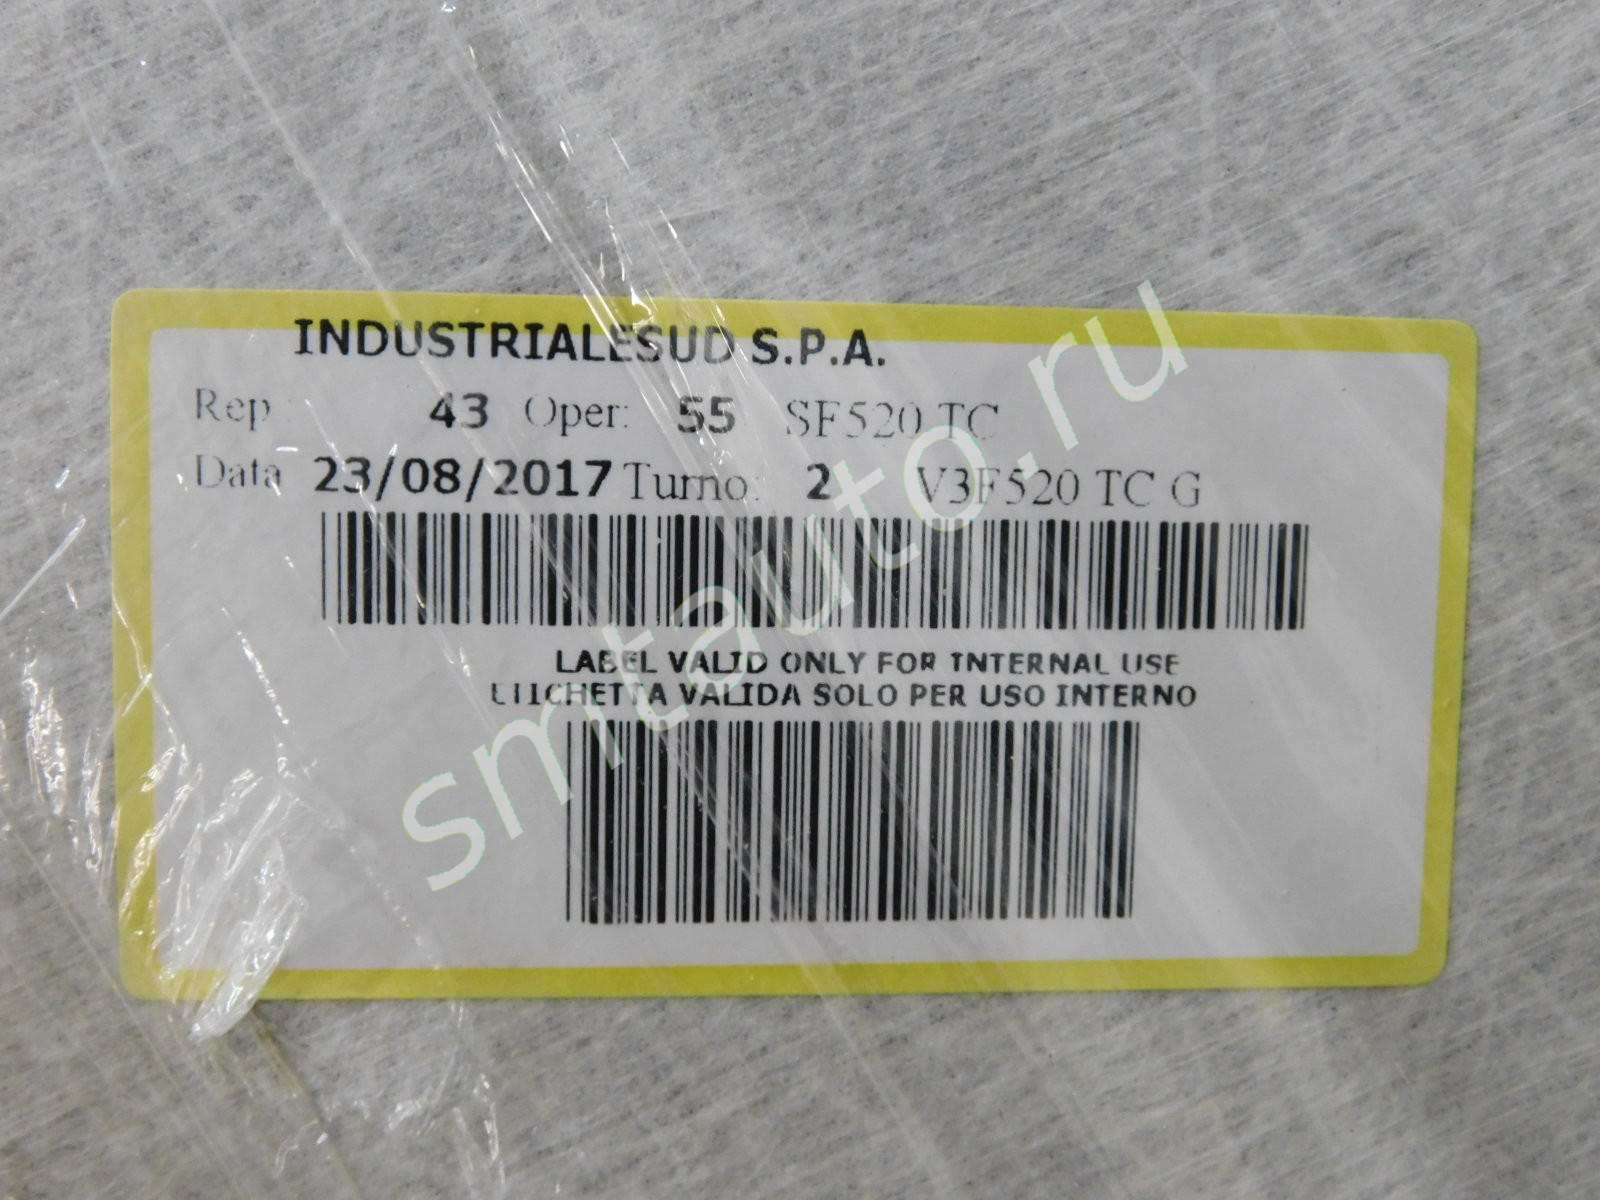 INDUSTRIALESUD S.P.A.
Rep: 43 Oper: 55 SF520 TC
Data 23/08/2017 Turno: 2 V3F520 TC G
LABEL VALID ONLY FOR INTERNAL USE
ETICHETTA VALIDA SOLO PER USO INTERNO
smtauto.ru